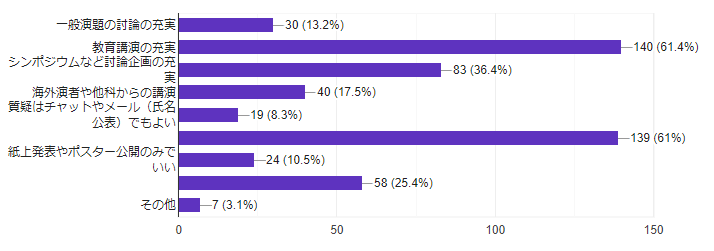 一般演題の討論の充実
30 (13.2%)
教育講演の充実
140 (61.4%)
シンポジウムなど討論企画の充
実
83 (36.4%)
海外演者や他科からの講演
40 (17.5%)
質疑はチャットやメール（氏名
公表）でもよい
19 (8.3%)
139 (61%)
紙上発表やポスター公開のみで
いい
24 (10.5%)
58 (25.4%)
その他
7 (3.1%)
0
50
100
150